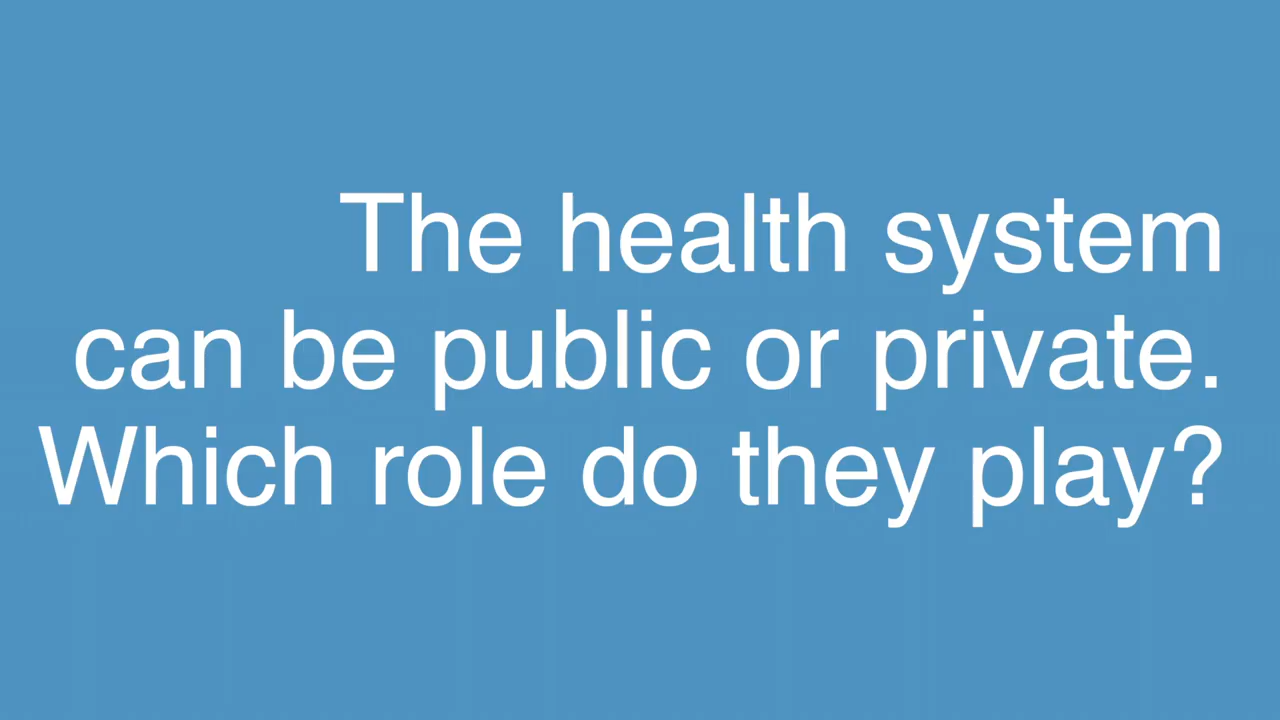 The health system
can be public or private.
Which role do they play?